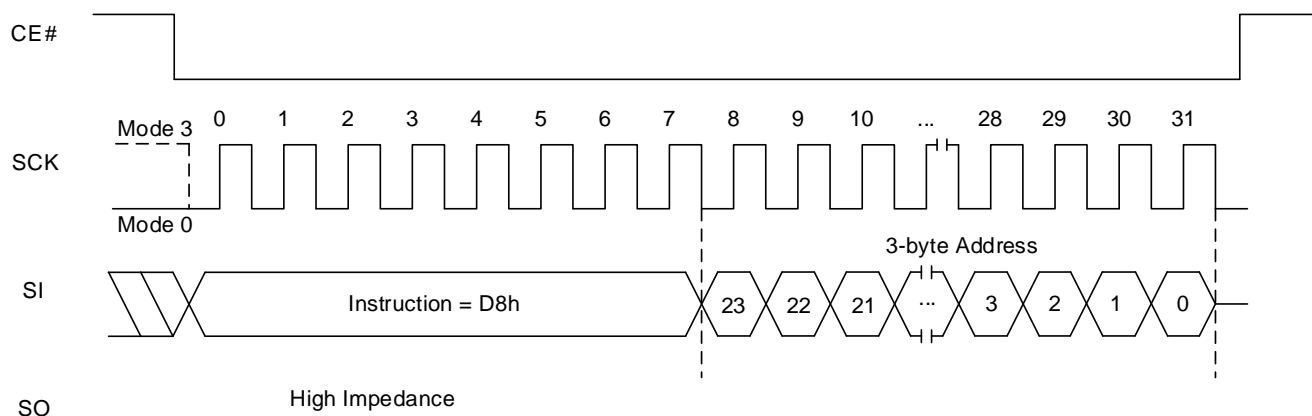 CE#
0 1 2 3 4 5 6 7 8 9 10 ... 28 29 30 31
Mode 3
SCK
Mode 0
3-byte Address
SI
Instruction = D8h
23 22 21 ... 3 2 1 0
High Impedance
SO